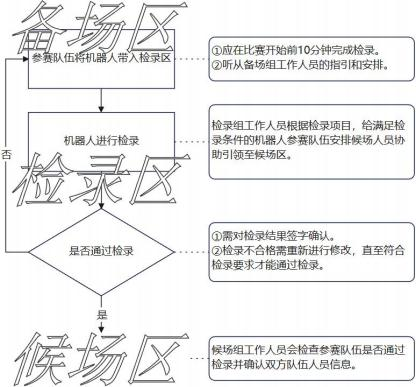 备场区
参赛队伍将机器人带入检录区
①应在比赛开始前10分钟完成检录。
②听从备场组工作人员的指引和安排。
机器人进行检录
检录组工作人员根据检录项目，给满足检
录条件的机器人参赛队伍安排候场人员协
助引领至候场区。
否
检录区
是否通过检录
①需对检录结果签字确认。
②检录不合格需重新进行修改，直至符合
检录要求才能通过检录。
是
候场区
候场组工作人员会检查参赛队伍是否通过
检录并确认双方队伍人员信息。